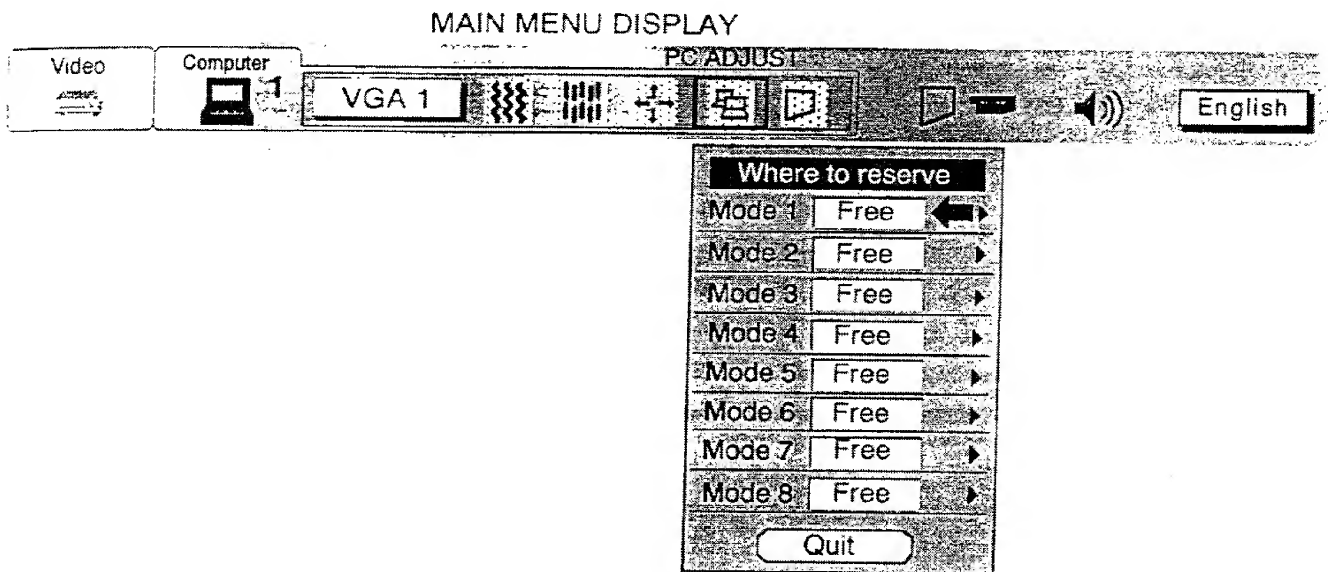 MAIN MENU DISPLAY
PC ADJUST
Video
Computer
1
VGA 1
English
Where to reserve
Mode 1 Free
Mode 2 Free
Mode 3 Free
Mode 4 Free
Mode 5 Free
Mode 6 Free
Mode 7 Free
Mode 8 Free
Quit